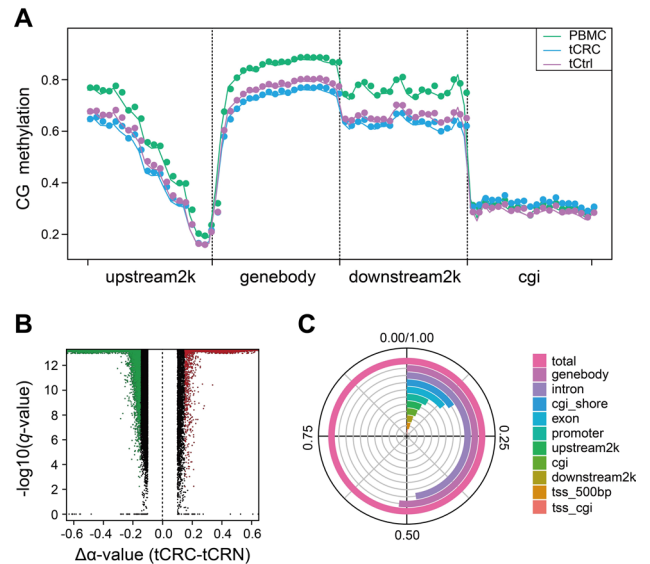 A
PBMC
tCRC
tCtrl
CG methylation
0.8
0.6
0.4
0.2
upstream2k genebody downstream2k cgi
B
-log10(q-value)
12
10
8
6
4
2
0
-0.6 -0.4 -0.2 0.0 0.2 0.4 0.6
Δα-value (tCRC-tCRN)
C
0.00/1.00
0.75
0.25
0.50
total
genebody
intron
cgi_shore
exon
promoter
upstream2k
cgi
downstream2k
tss_500bp
tss_cgi